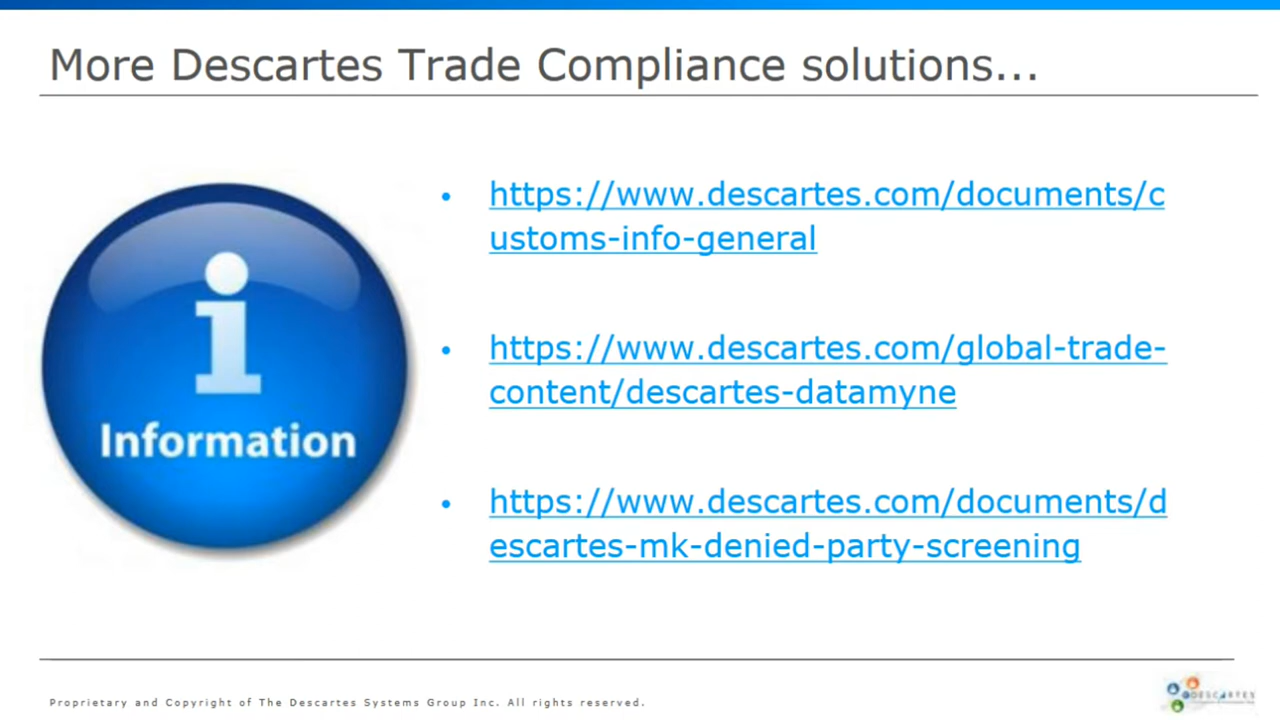 More Descartes Trade Compliance solutions...
• https://www.descartes.com/documents/c
ustoms-info-general
• https://www.descartes.com/global-trade-
content/descartes-datamyne
• https://www.descartes.com/documents/d
escartes-mk-denied-party-screening
i
Information
Proprietary and Copyright of The Descartes Systems Group Inc. All rights reserved.
DESCARTES